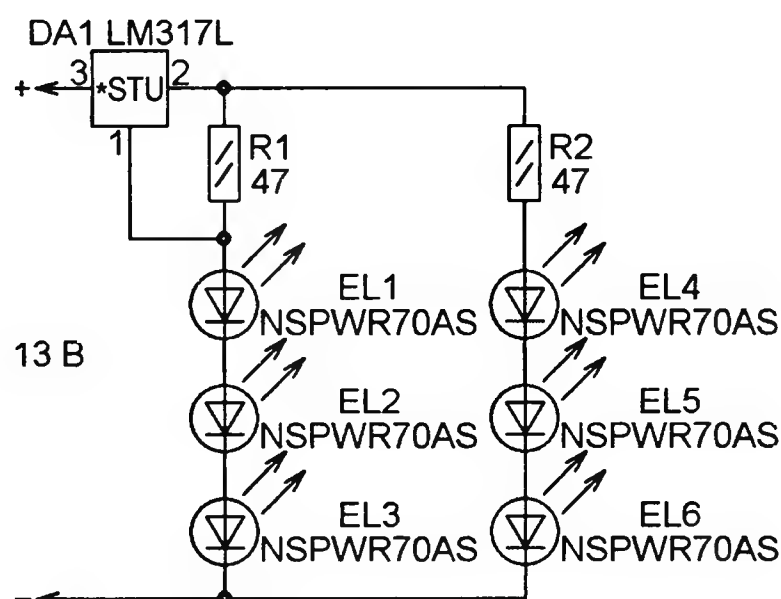 DA1 LM317L
+ 3 *STU 2
1
R1
47
R2
47
EL1
NSPWR70AS
EL4
NSPWR70AS
13 В
EL2
NSPWR70AS
EL5
NSPWR70AS
EL3
NSPWR70AS
EL6
NSPWR70AS
–